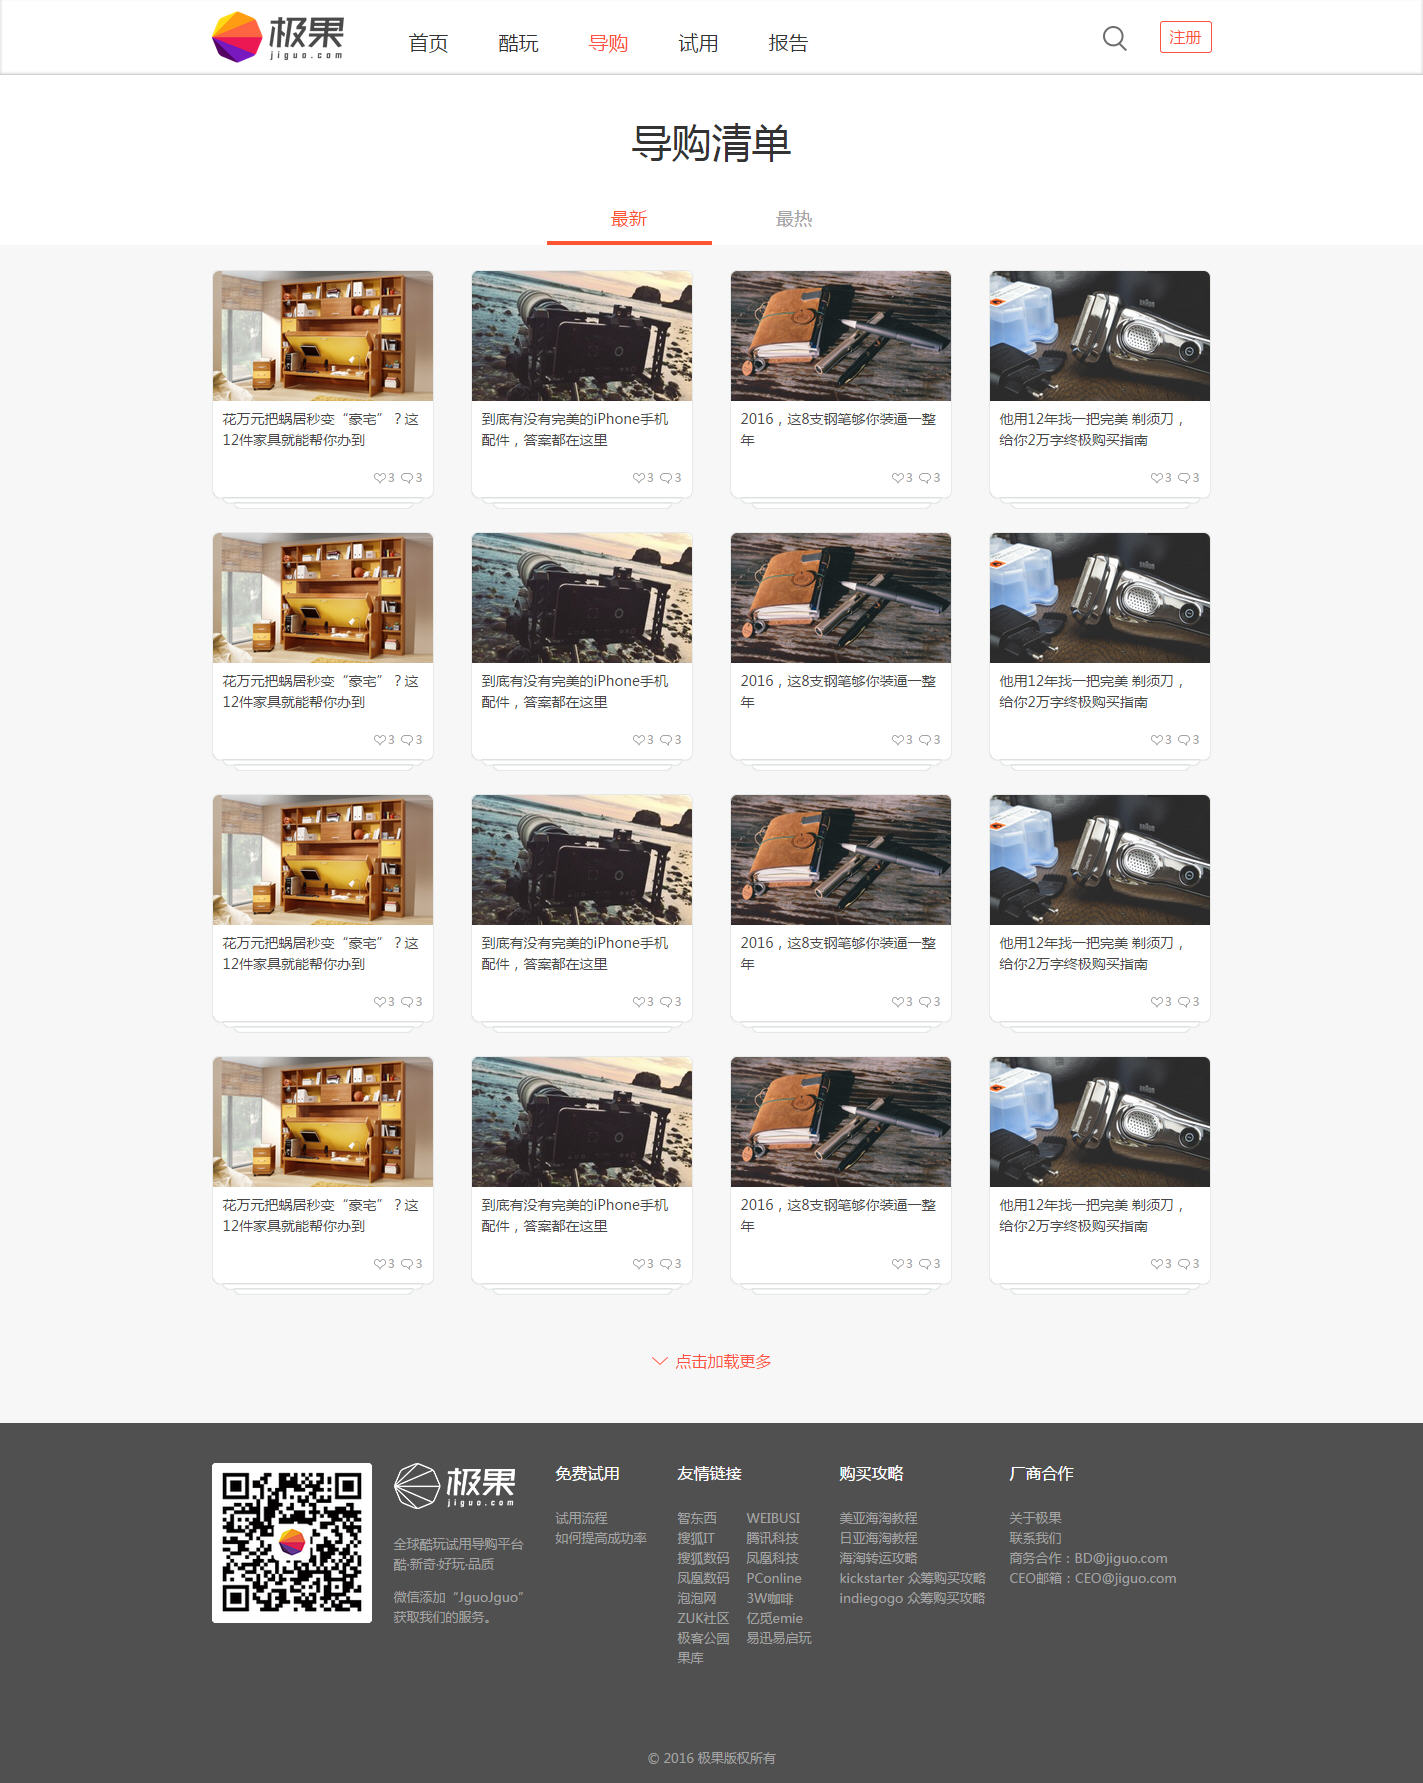 极果
jiguo.com
首页 酷玩 导购 试用 报告
注册
导购清单
最新 最热
花万元把蜗居秒变“豪宅”？这
12件家具就能帮你办到
3 3
到底有没有完美的iPhone手机
配件，答案都在这里
3 3
2016，这8支钢笔够你装逼一整
年
3 3
他用12年找一把完美 剃须刀，
给你2万字终极购买指南
3 3
花万元把蜗居秒变“豪宅”？这
12件家具就能帮你办到
3 3
到底有没有完美的iPhone手机
配件，答案都在这里
3 3
2016，这8支钢笔够你装逼一整
年
3 3
他用12年找一把完美 剃须刀，
给你2万字终极购买指南
3 3
花万元把蜗居秒变“豪宅”？这
12件家具就能帮你办到
3 3
到底有没有完美的iPhone手机
配件，答案都在这里
3 3
2016，这8支钢笔够你装逼一整
年
3 3
他用12年找一把完美 剃须刀，
给你2万字终极购买指南
3 3
花万元把蜗居秒变“豪宅”？这
12件家具就能帮你办到
3 3
到底有没有完美的iPhone手机
配件，答案都在这里
3 3
2016，这8支钢笔够你装逼一整
年
3 3
他用12年找一把完美 剃须刀，
给你2万字终极购买指南
3 3
点击加载更多
极果
jiguo.com
全球酷玩试用导购平台
酷·新奇·好玩·品质
微信添加“JguoJguo”
获取我们的服务。
免费试用
试用流程
如何提高成功率
友情链接
智东西 WEIBUSI
搜狐IT 腾讯科技
搜狐数码 凤凰科技
凤凰数码 PConline
泡泡网 3W咖啡
ZUK社区 亿觅emie
极客公园 易迅易启玩
果库
购买攻略
美亚海淘教程
日亚海淘教程
海淘转运攻略
kickstarter 众筹购买攻略
indiegogo 众筹购买攻略
厂商合作
关于极果
联系我们
商务合作：BD@jiguo.com
CEO邮箱：CEO@jiguo.com
© 2016 极果版权所有